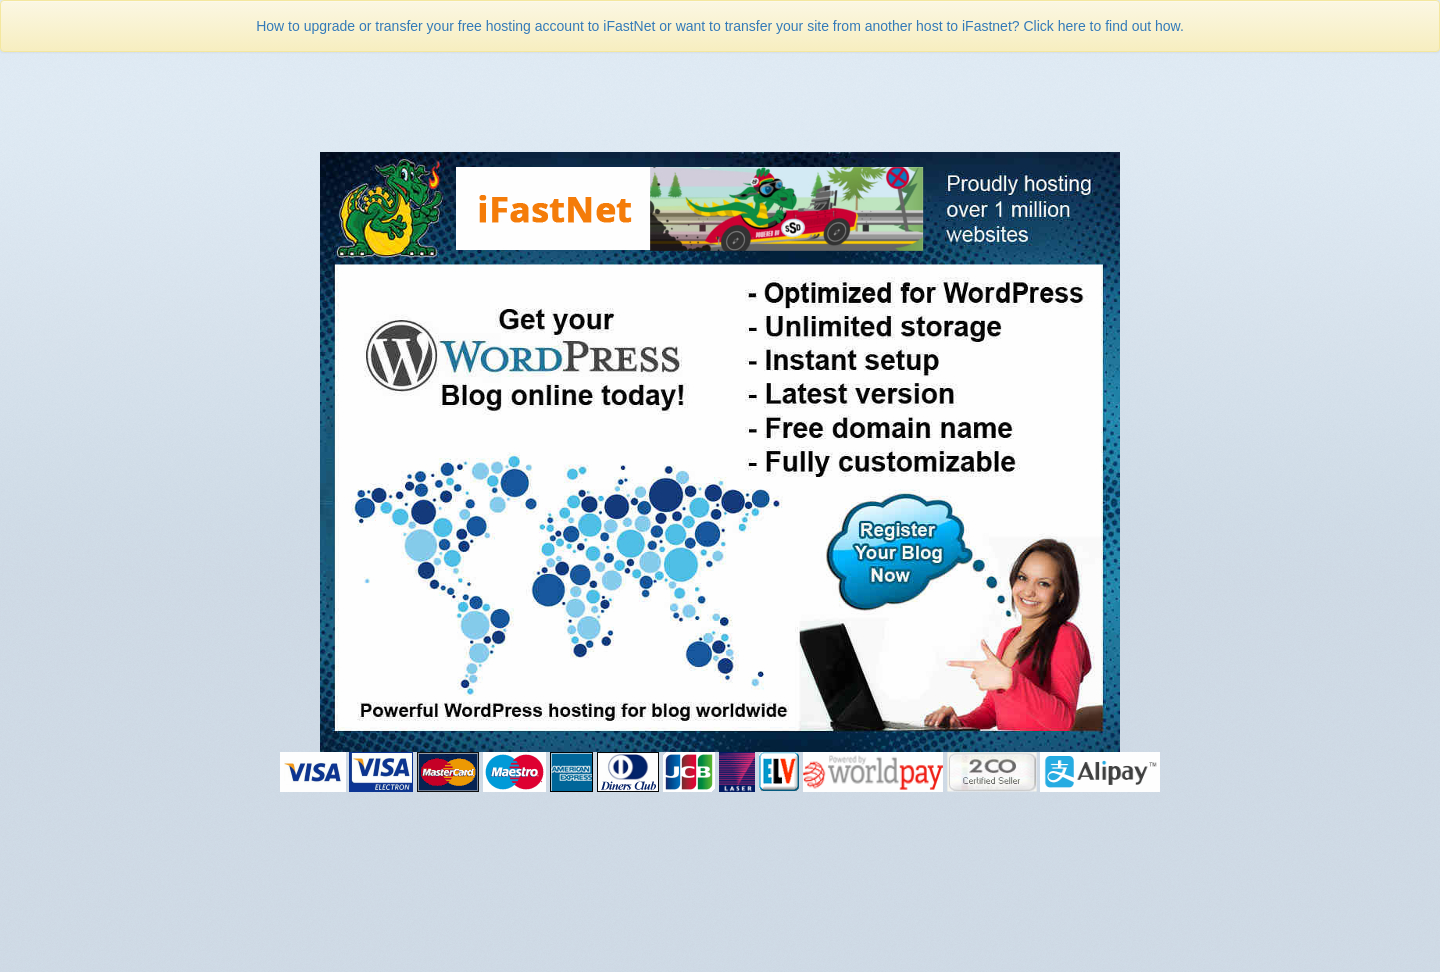 How to upgrade or transfer your free hosting account to iFastNet or want to transfer your site from another host to iFastnet? Click here to find out how.
iFastNet
POWERED BY
SSD
Proudly hosting
over 1 million
websites
Get your
WORDPRESS
Blog online today!
- Optimized for WordPress
- Unlimited storage
- Instant setup
- Latest version
- Free domain name
- Fully customizable
Register
Your Blog
Now
Powerful WordPress hosting for blog worldwide
VISA
VISA
ELECTRON
MasterCard
Maestro
AMERICAN
EXPRESS
Diners Club
JCB
LASER
ELV
Powered by
worldpay
2CO
Certified Seller
支
Alipay™